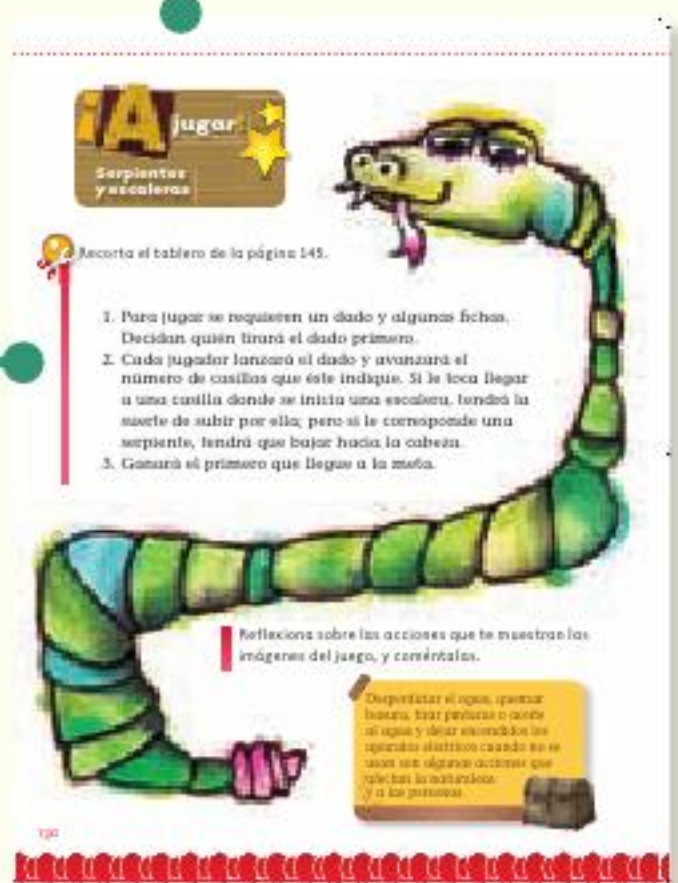 ¡A
jugar!
Serpientes
y escaleras
Recorta el tablero de la página 145.
1. Para jugar se requieren un dado y algunas fichas.
Decidan quién tirará el dado primero.
2. Cada jugador lanzará el dado y avanzará el
número de casillas que éste indique. Si le toca llegar
a una casilla donde se inicia una escalera, tendrá la
suerte de subir por ella; pero si le corresponde una
serpiente, tendrá que bajar hacia la cabeza.
3. Ganará el primero que llegue a la meta.
Reflexiona sobre las acciones que te muestran las
imágenes del juego, y coméntalas.
Desperdiciar el agua, quemar
basura, tirar pinturas o aceite
al agua y dejar encendidos los
aparatos eléctricos cuando no se
usan son algunas acciones que
afectan la naturaleza
y a las personas.